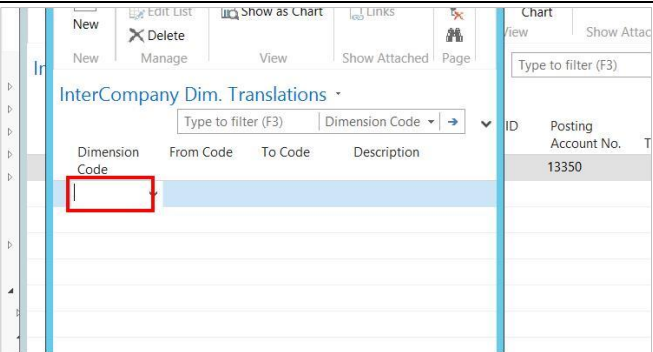 Edit List
Show as Chart
Links
Chart
New
Delete
View
Show Attac
New
Manage
View
Show Attached
Page
Type to filter (F3)
InterCompany Dim. Translations
Type to filter (F3)
Dimension Code
ID
Posting
Account No.
Dimension
Code
From Code
To Code
Description
13350